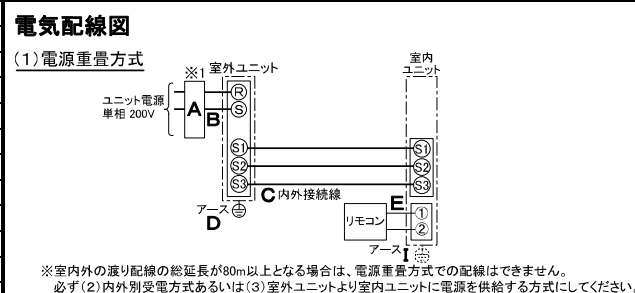 電気配線図
(1)電源重畳方式
※1
室外ユニット
室内
ユニット
ユニット電源
単相 200V
A
B
R
S
S1
S2
S3
S1
S2
S3
C 内外接続線
アース
D
リモコン
E
1
2
アース I
※室内外の渡り配線の総延長が80m以上となる場合は、電源重畳方式での配線はできません。
必ず(2)内外別受電方式あるいは(3)室外ユニットより室内ユニットに電源を供給する方式にしてください。